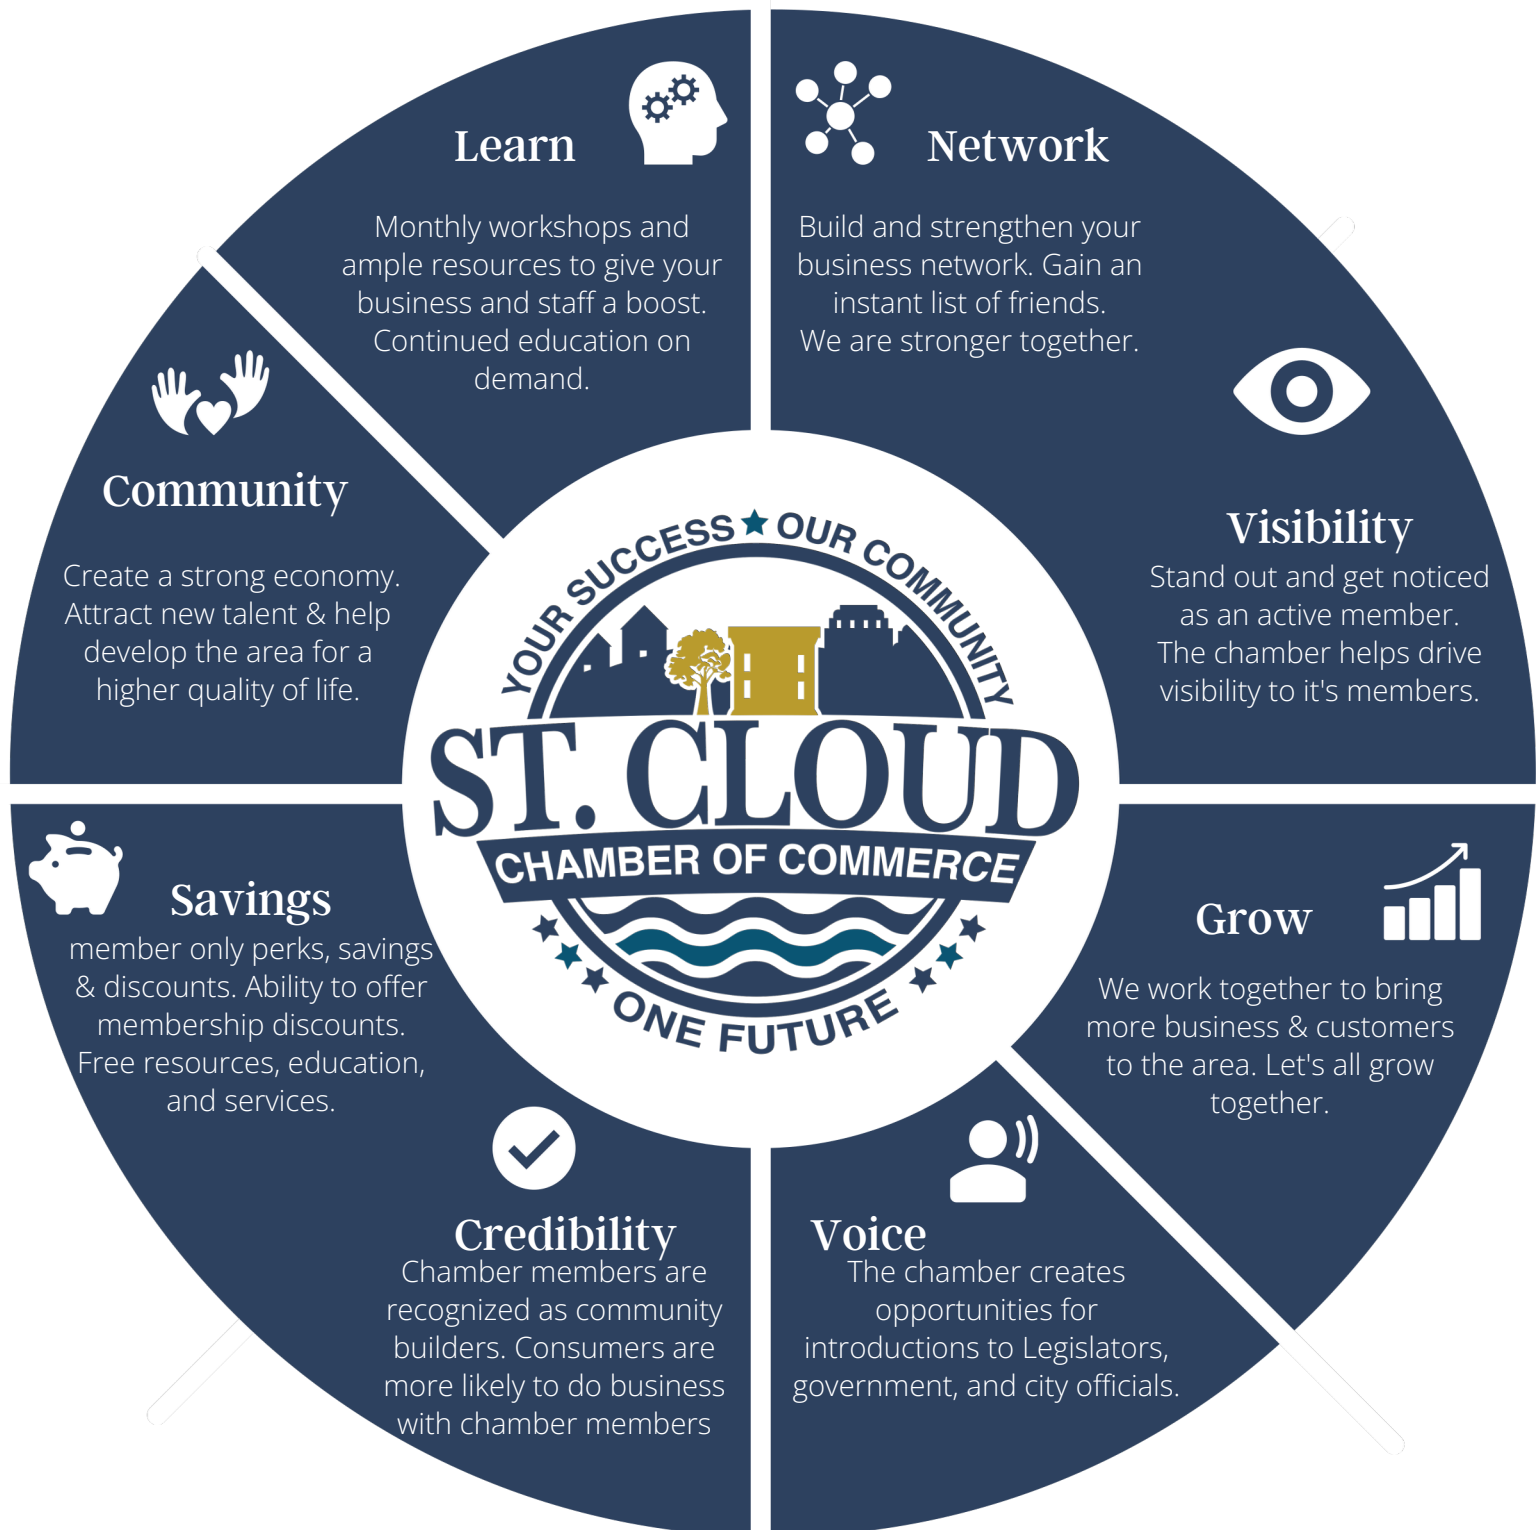 Learn
Monthly workshops and
ample resources to give your
business and staff a boost.
Continued education on
demand.
Network
Build and strengthen your
business network. Gain an
instant list of friends.
We are stronger together.
Visibility
Stand out and get noticed
as an active member.
The chamber helps drive
visibility to it's members.
Community
Create a strong economy.
Attract new talent & help
develop the area for a
higher quality of life.
YOUR SUCCESS ★ OUR COMMUNITY
ST. CLOUD
CHAMBER OF COMMERCE
ONE FUTURE
Savings
member only perks, savings
& discounts. Ability to offer
membership discounts.
Free resources, education,
and services.
Grow
We work together to bring
more business & customers
to the area. Let's all grow
together.
Credibility
Chamber members are
recognized as community
builders. Consumers are
more likely to do business
with chamber members
Voice
The chamber creates
opportunities for
introductions to Legislators,
government, and city officials.